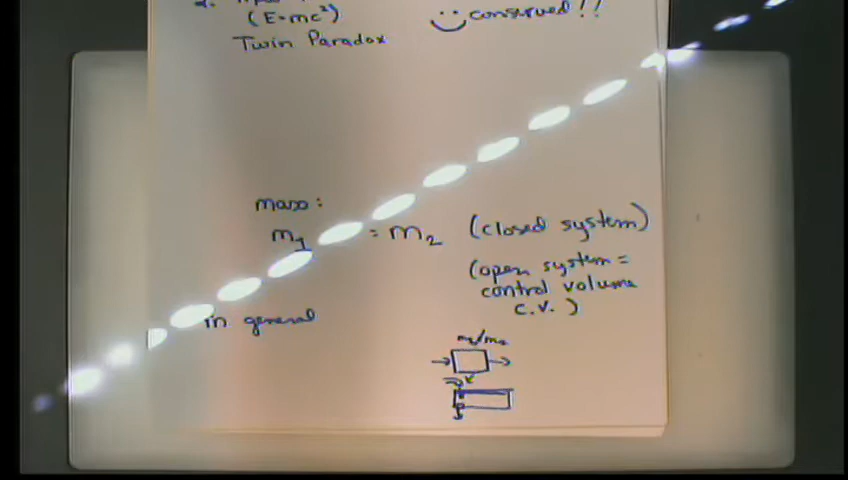 (E=mc²)
conserved!!
Twin Paradox
mass:
m₁ = m₂ (closed system)
(open system =
control volume
c.v.)
in general